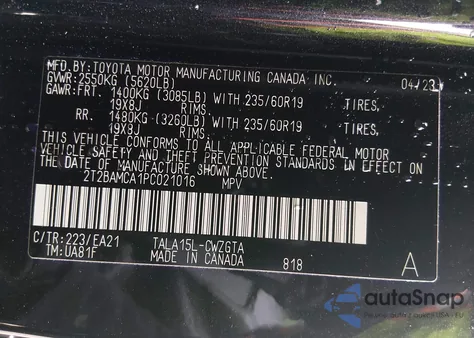 MFD.BY:TOYOTA MOTOR MANUFACTURING CANADA INC. 04/23
GVWR:2550KG (5620LB)
GAWR:FRT. 1400KG (3085LB) WITH 235/60R19 TIRES,
19X8J RIMS,
RR. 1480KG (3260LB) WITH 235/60R19 TIRES,
19X8J RIMS,
THIS VEHICLE CONFORMS TO ALL APPLICABLE FEDERAL MOTOR
VEHICLE SAFETY AND THEFT PREVENTION STANDARDS IN EFFECT ON
THE DATE OF MANUFACTURE SHOWN ABOVE.
2T2BAMCA1PC021016 MPV
C/TR:223/EA21 TALA15L-CWZGTA
TM:UA81F MADE IN CANADA 818 A
autoSnap